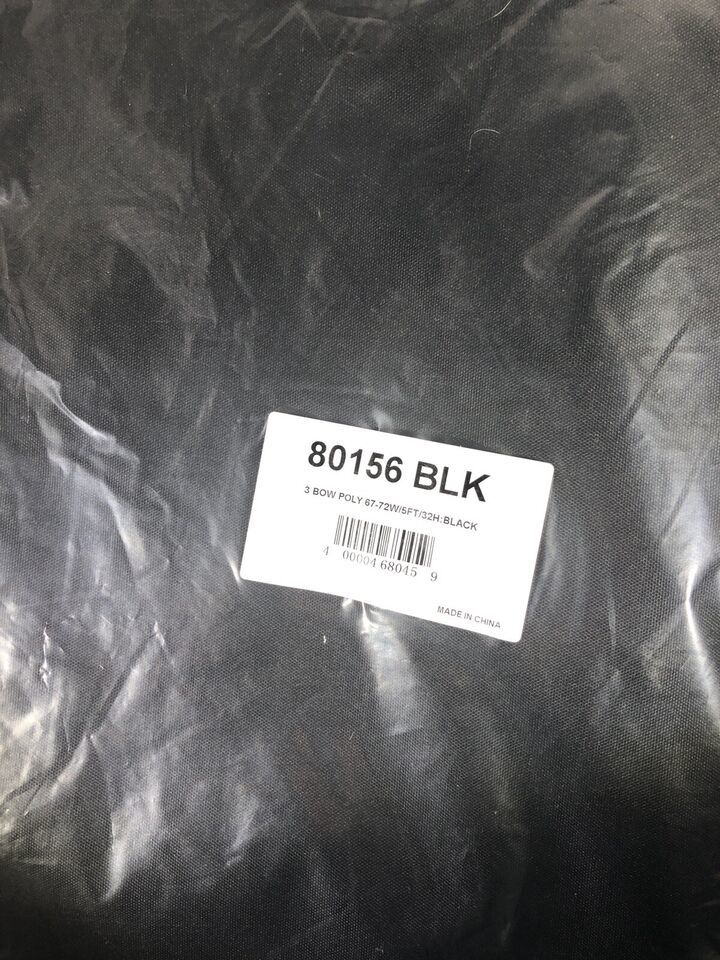 80156 BLK
3 BOW POLY 67-72W/5FT/32H:BLACK
4 00004 68045 9
MADE IN CHINA